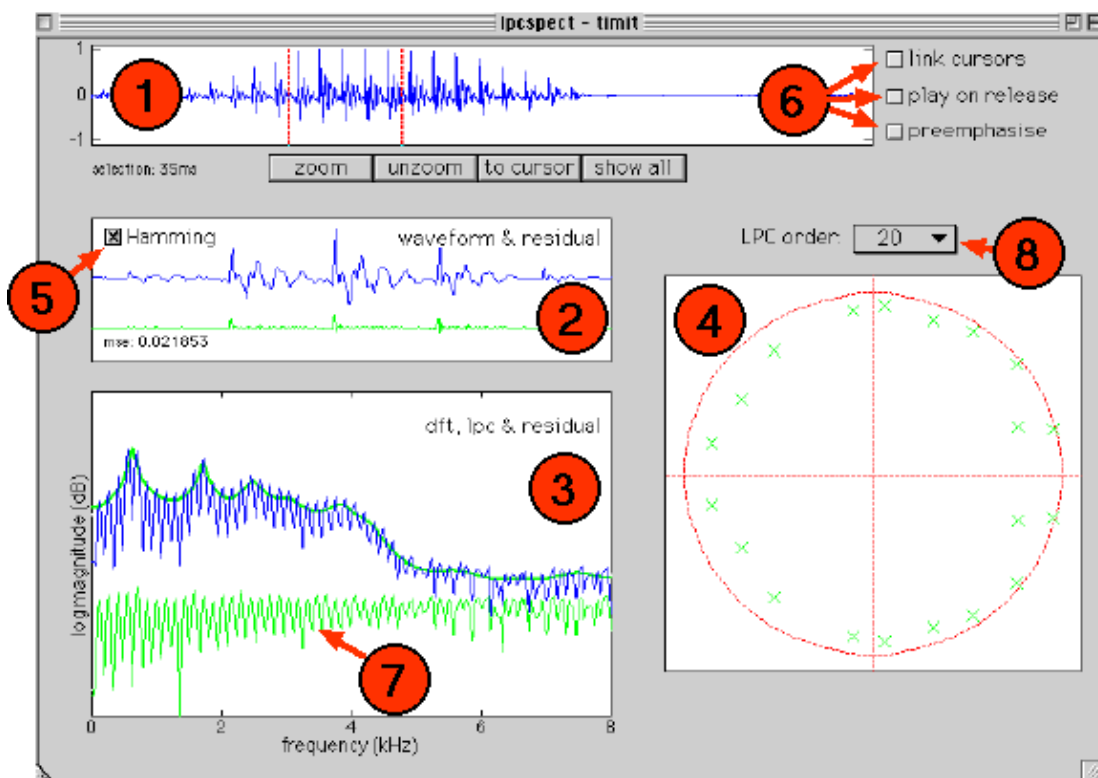 lpcspect - timit
1
0
-1
1
6
link cursors
play on release
preemphasise
selection: 35ms
zoom
unzoom
to cursor
show all
Hamming
waveform & residual
5
2
mse: 0.021853
LPC order:
20
8
4
dft, lpc & residual
3
logmagnitude (dB)
7
0
2
4
6
8
frequency (kHz)